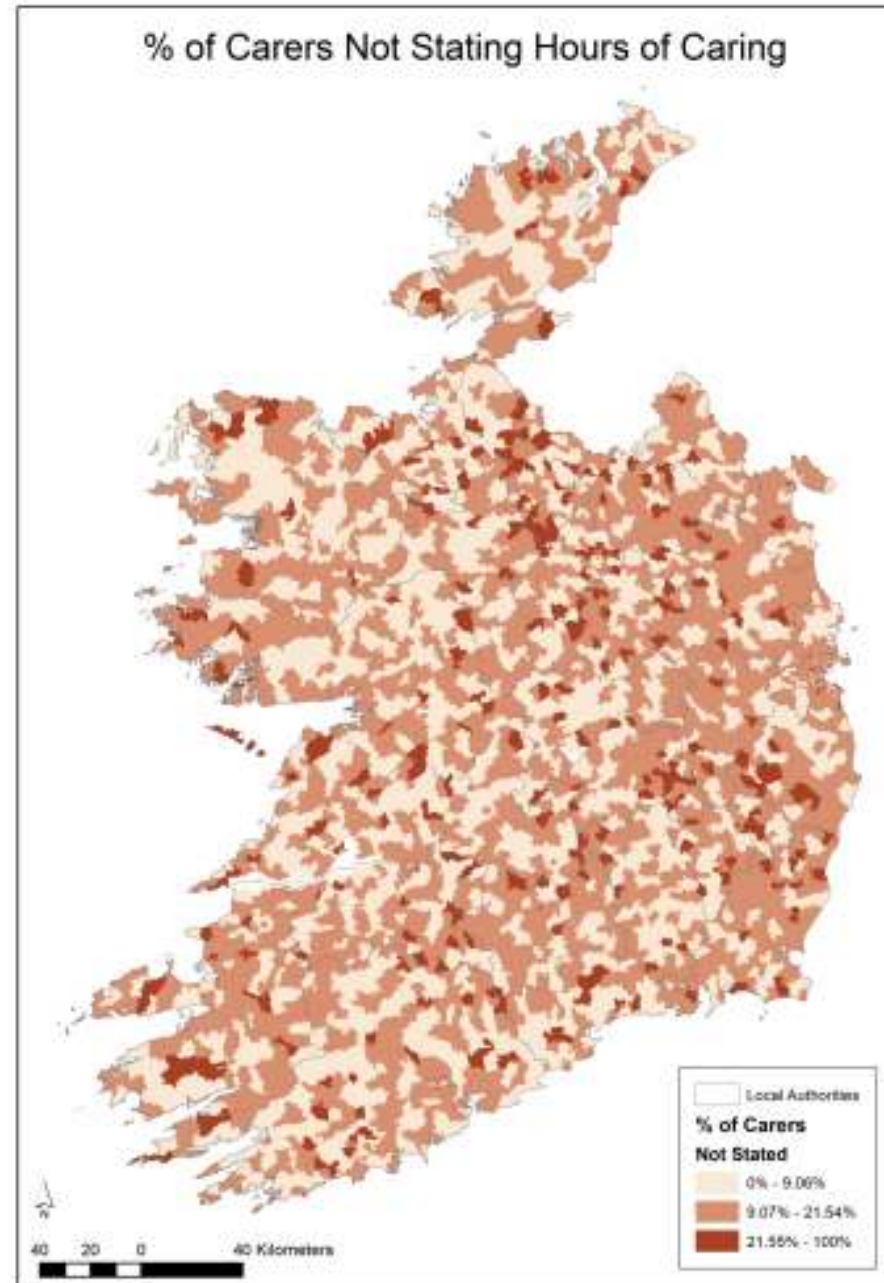 % of Carers Not Stating Hours of Caring
Local Authorities
% of Carers
Not Stated
0% - 9.06%
9.07% - 21.54%
21.55% - 100%
N
40 20 0 40 Kilometers